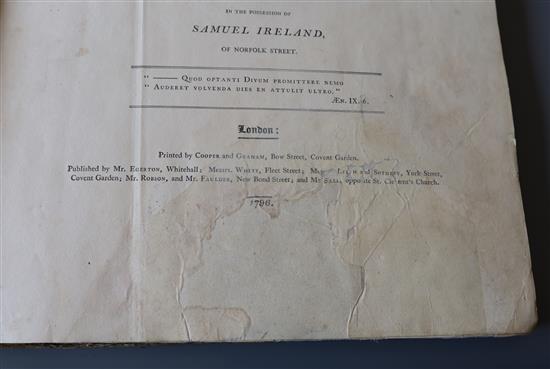 IN THE POSSESSION OF
SAMUEL IRELAND,
OF NORFOLK STREET.
" —— QUOD OPTANTI DIVUM PROMITTERE NEMO
" AUDERET VOLVENDA DIES EN ATTULIT ULTRO."
ÆN. IX. 6.
London:
Printed by COOPER and GRAHAM, Bow Street, Covent Garden.
Published by Mr. EGERTON, Whitehall; Messrs. WHITE, Fleet Street; and SOTHEBY, York Street,
Covent Garden; Mr. ROBSON, and Mr. FAULDER, New Bond Street; and Mr. opposite St. Clement's Church.
1796.